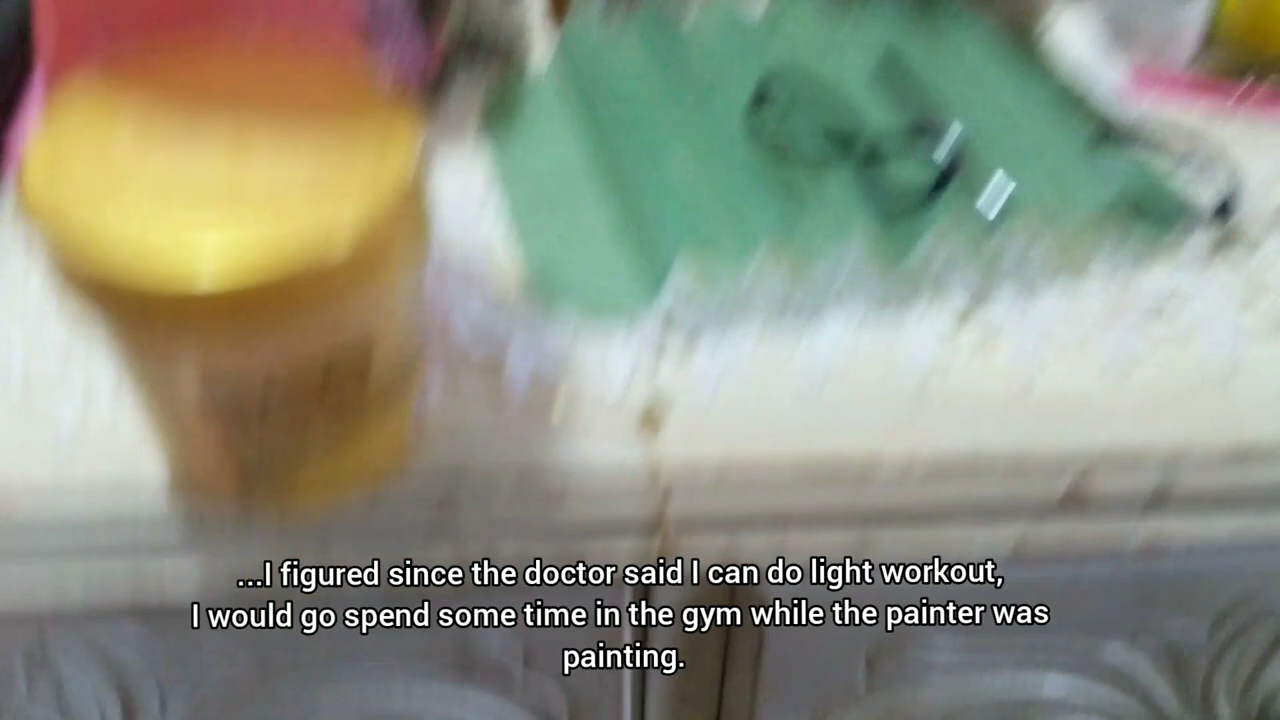 ...I figured since the doctor said I can do light workout,
I would go spend some time in the gym while the painter was
painting.